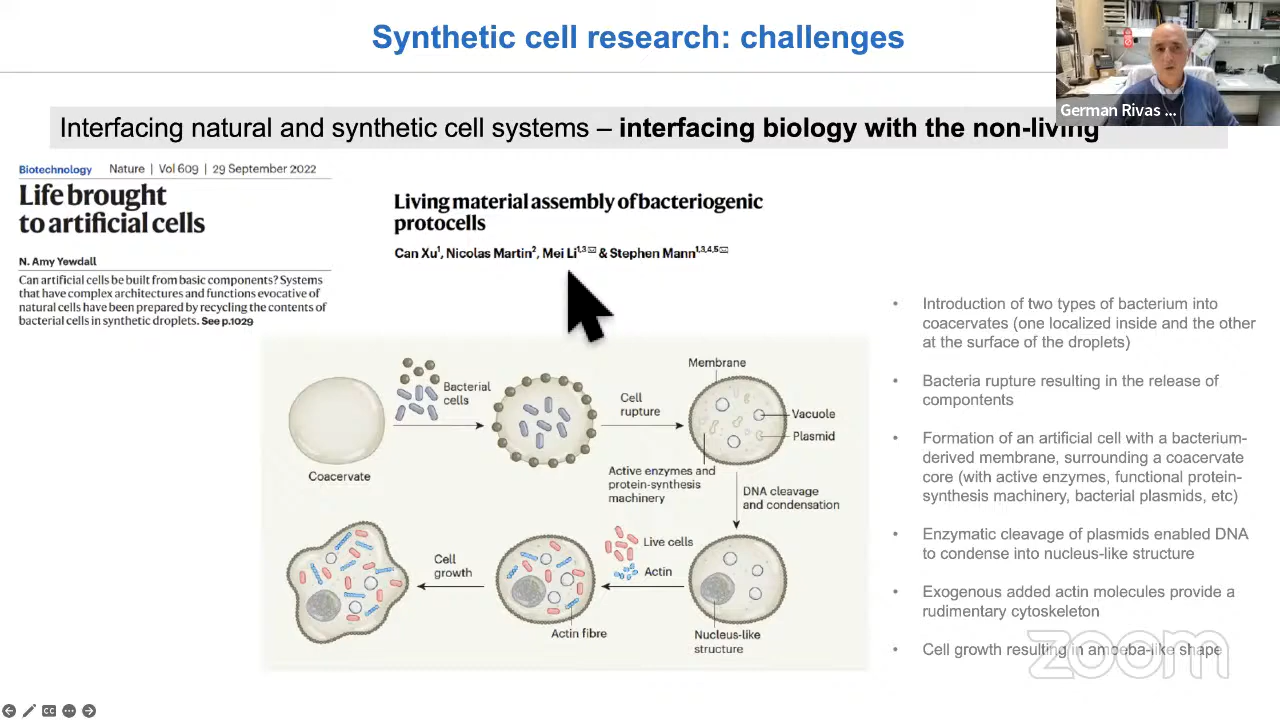 Synthetic cell research: challenges
German Rivas ...
Interfacing natural and synthetic cell systems – interfacing biology with the non-living
Biotechnology Nature | Vol 609 | 29 September 2022
Life brought
to artificial cells
N. Amy Yewdall
Can artificial cells be built from basic components? Systems
that have complex architectures and functions evocative of
natural cells have been prepared by recycling the contents of
bacterial cells in synthetic droplets. See p.1029
Living material assembly of bacteriogenic
protocells
Can Xu¹, Nicolas Martin², Mei Li¹,³✉ & Stephen Mann¹,³,⁴,⁵✉
Coacervate
Bacterial
cells
Cell
rupture
Membrane
Vacuole
Plasmid
Active enzymes and
protein-synthesis
machinery
DNA cleavage
and condensation
Nucleus-like
structure
Live cells
Actin
Actin fibre
Cell
growth
• Introduction of two types of bacterium into
coacervates (one localized inside and the other
at the surface of the droplets)
• Bacteria rupture resulting in the release of
compontents
• Formation of an artificial cell with a bacterium-
derived membrane, surrounding a coacervate
core (with active enzymes, functional protein-
synthesis machinery, bacterial plasmids, etc)
• Enzymatic cleavage of plasmids enabled DNA
to condense into nucleus-like structure
• Exogenous added actin molecules provide a
rudimentary cytoskeleton
• Cell growth resulting in amoeba-like shape
zoom
CC